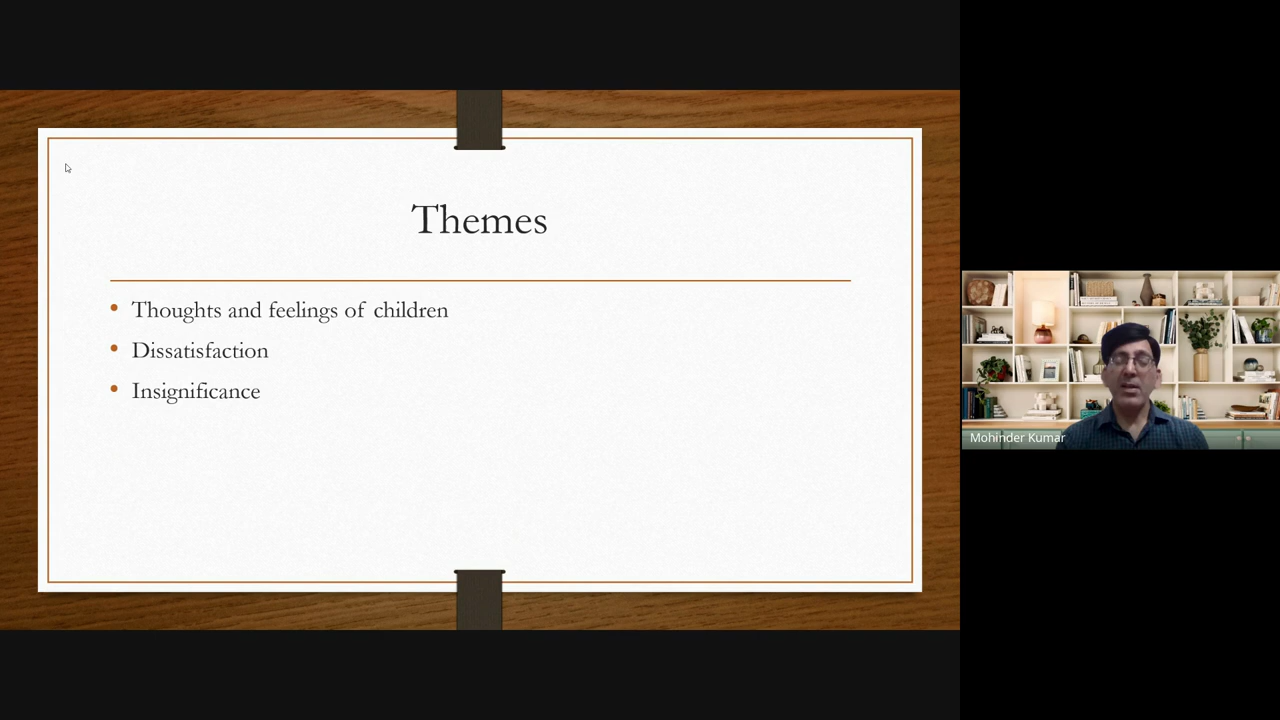 Themes
Thoughts and feelings of children
Dissatisfaction
Insignificance
Mohinder Kumar